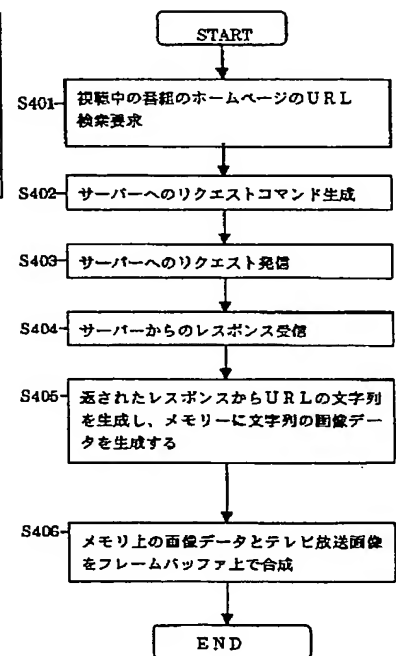 START
S401 視聴中の番組のホームページのURL
検索要求
S402 サーバーへのリクエストコマンド生成
S403 サーバーへのリクエスト発信
S404 サーバーからのレスポンス受信
S405 返されたレスポンスからURLの文字列
を生成し、メモリーに文字列の画像デー
タを生成する
S406 メモリ上の画像データとテレビ放送画像
をフレームバッファ上で合成
END